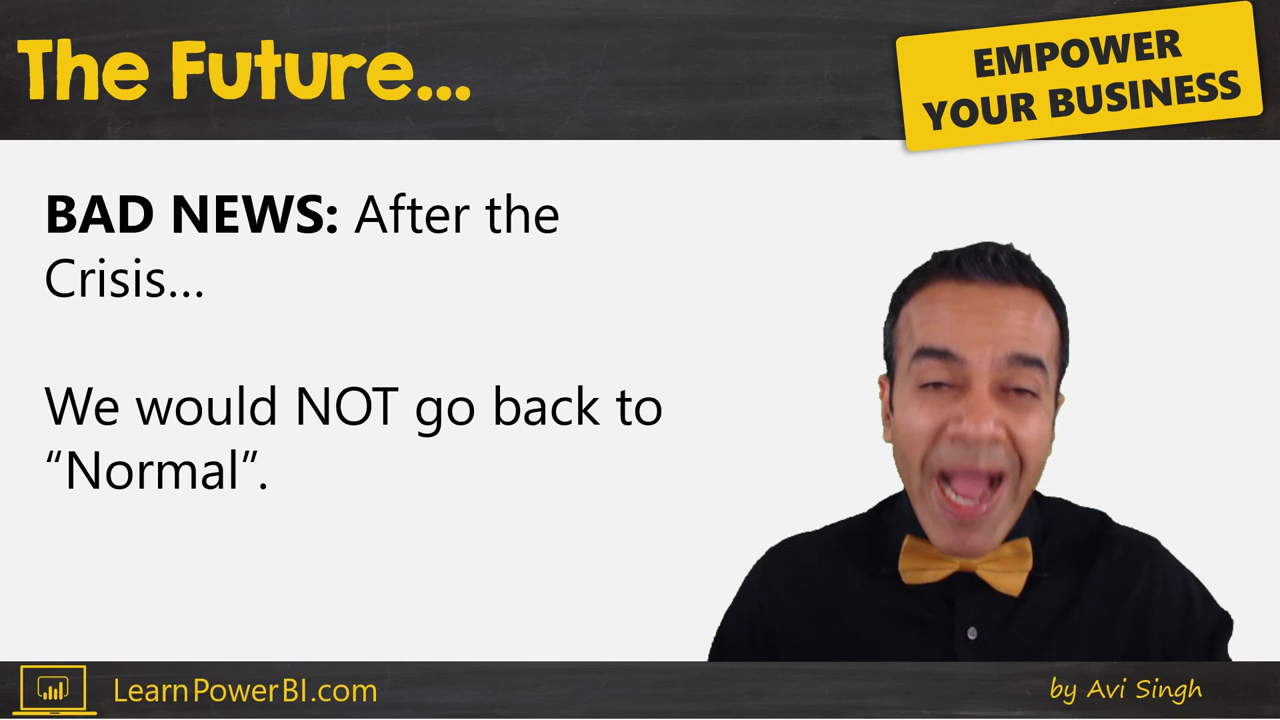 The Future...
EMPOWER
YOUR BUSINESS
BAD NEWS: After the
Crisis...
We would NOT go back to
“Normal”.
LearnPowerBI.com
by Avi Singh